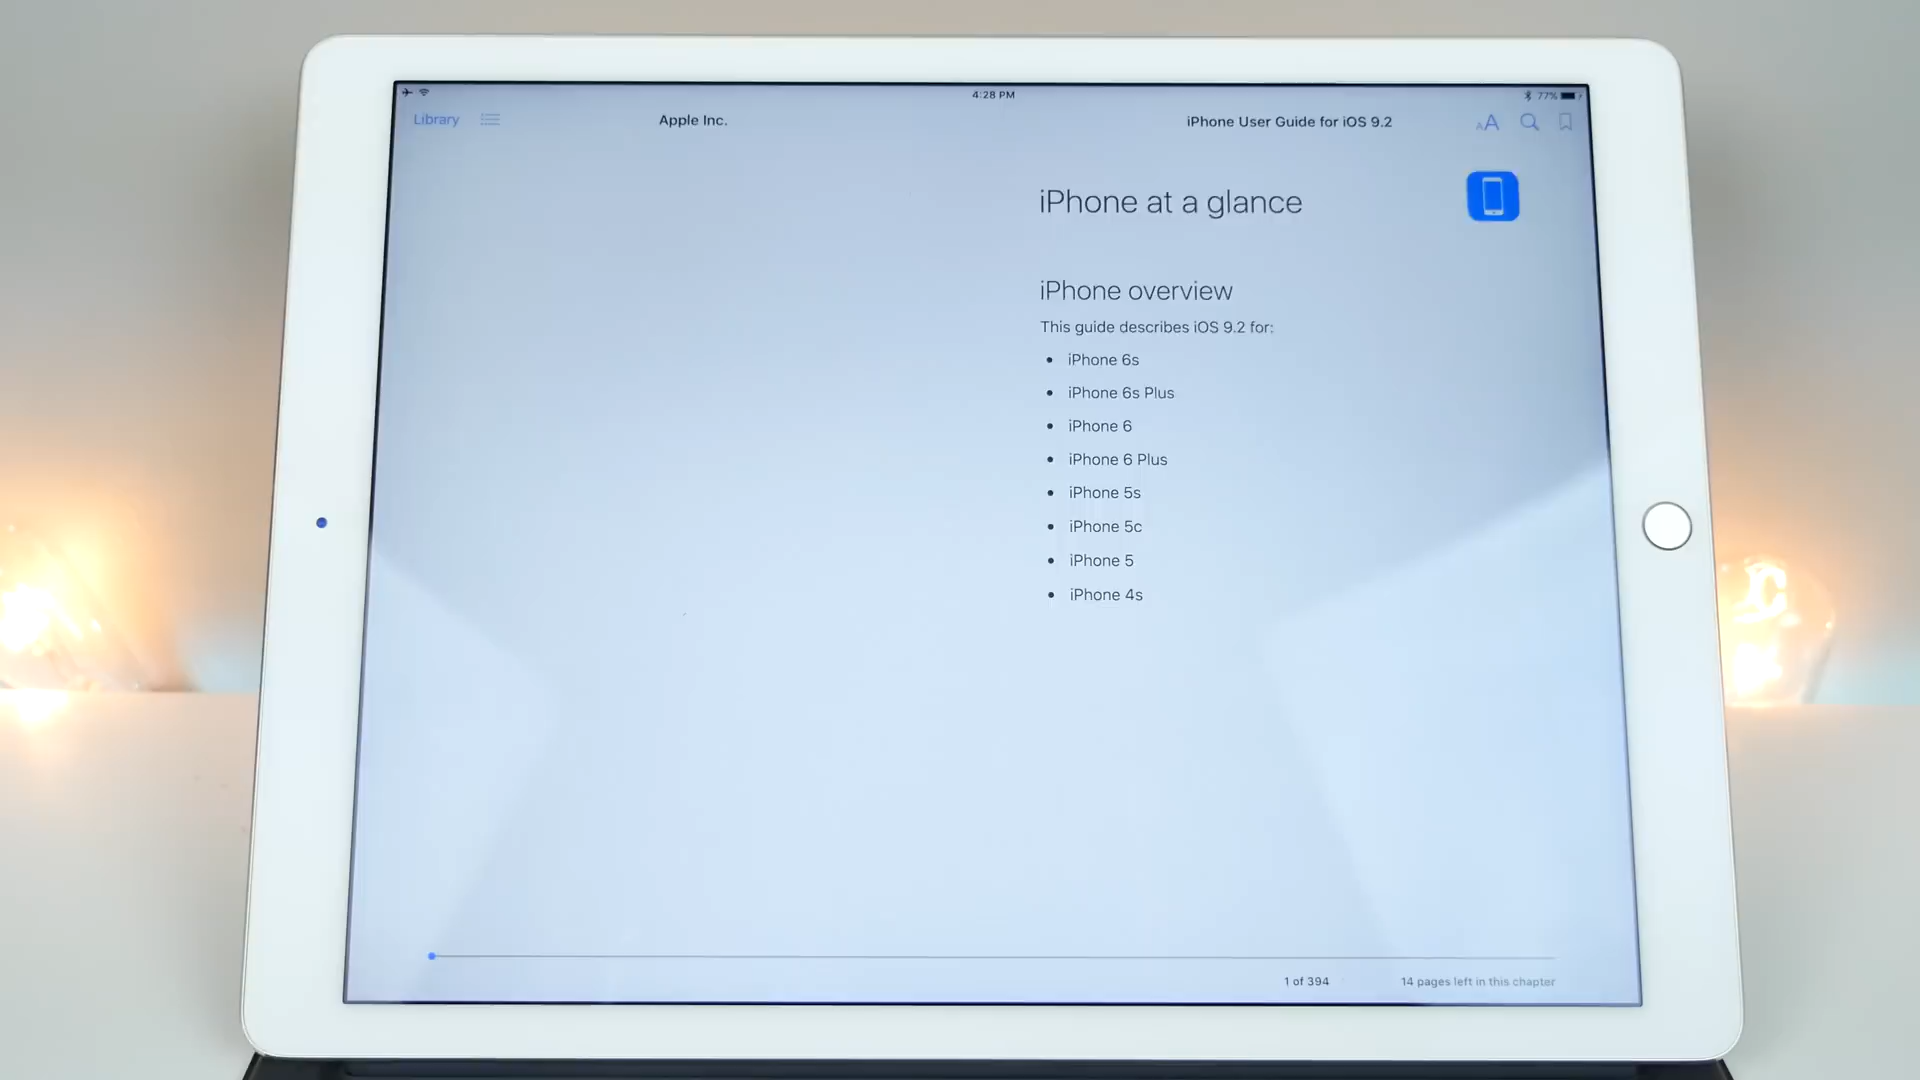 4:28 PM
77%
Library
Apple Inc.
iPhone User Guide for iOS 9.2
AA
iPhone at a glance
iPhone overview
This guide describes iOS 9.2 for:
• iPhone 6s
• iPhone 6s Plus
• iPhone 6
• iPhone 6 Plus
• iPhone 5s
• iPhone 5c
• iPhone 5
• iPhone 4s
1 of 394
14 pages left in this chapter